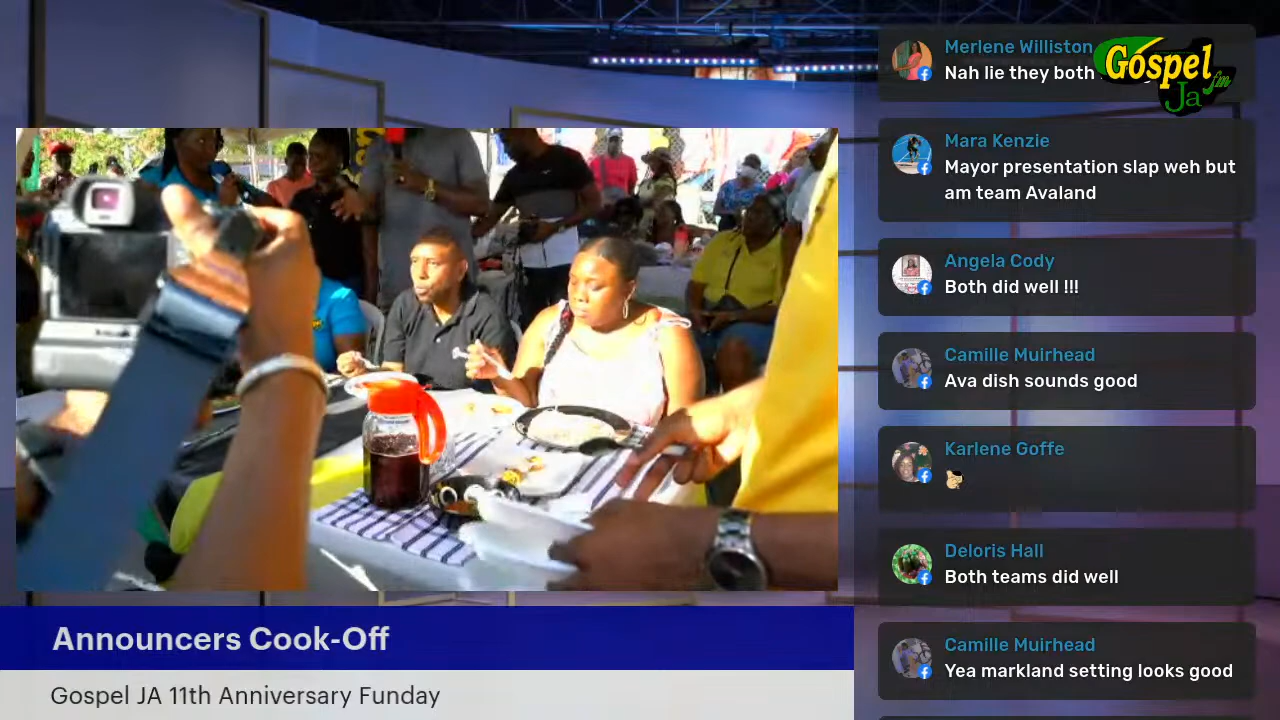 Merlene Williston
Nah lie they both
Gospel
fm
Ja
Mara Kenzie
Mayor presentation slap weh but
am team Avaland
Angela Cody
Both did well !!!
Camille Muirhead
Ava dish sounds good
Karlene Goffe
Deloris Hall
Both teams did well
Camille Muirhead
Yea markland setting looks good
Announcers Cook-Off
Gospel JA 11th Anniversary Funday